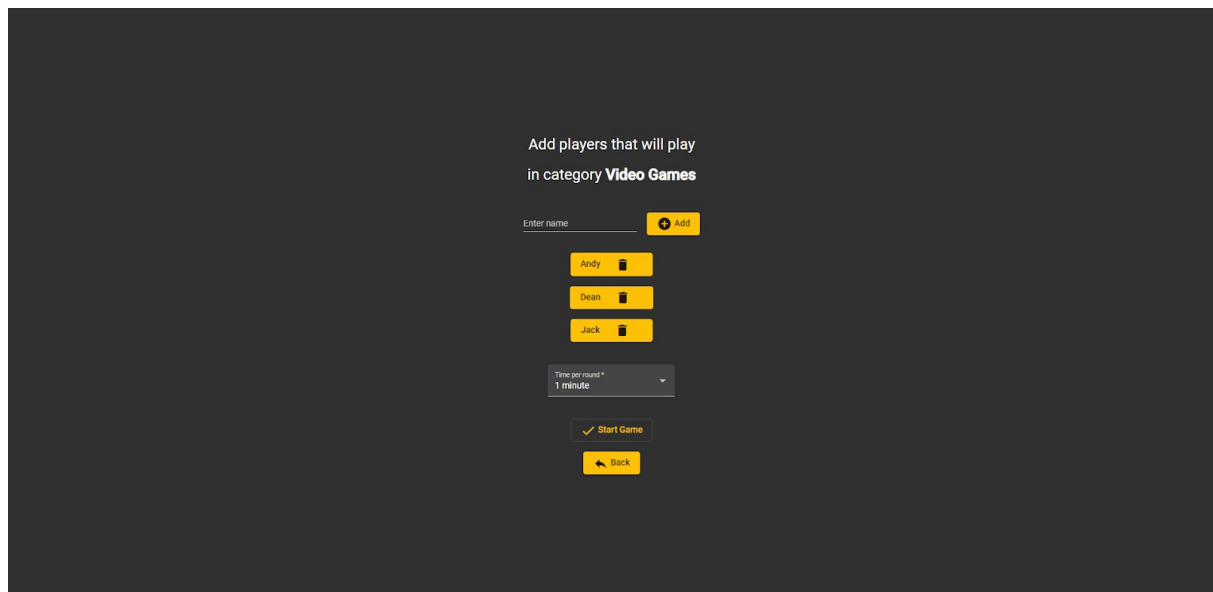 Add players that will play
in category Video Games
Enter name
Add
Andy
Dean
Jack
Time per round *
1 minute
Start Game
Back